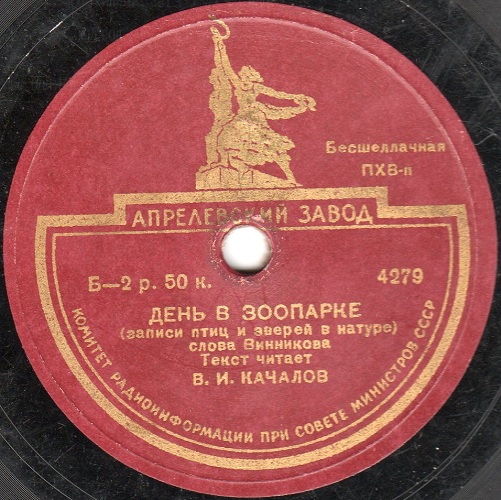 Бесшеллачная
ПХВ-п
АПРЕЛЕВСКИЙ ЗАВОД
Б—2 р. 50 к.
4279
ДЕНЬ В ЗООПАРКЕ
(записи птиц и зверей в натуре)
слова Винникова
Текст читает
В. И. КАЧАЛОВ
КОМИТЕТ РАДИОИНФОРМАЦИИ ПРИ СОВЕТЕ МИНИСТРОВ СССР